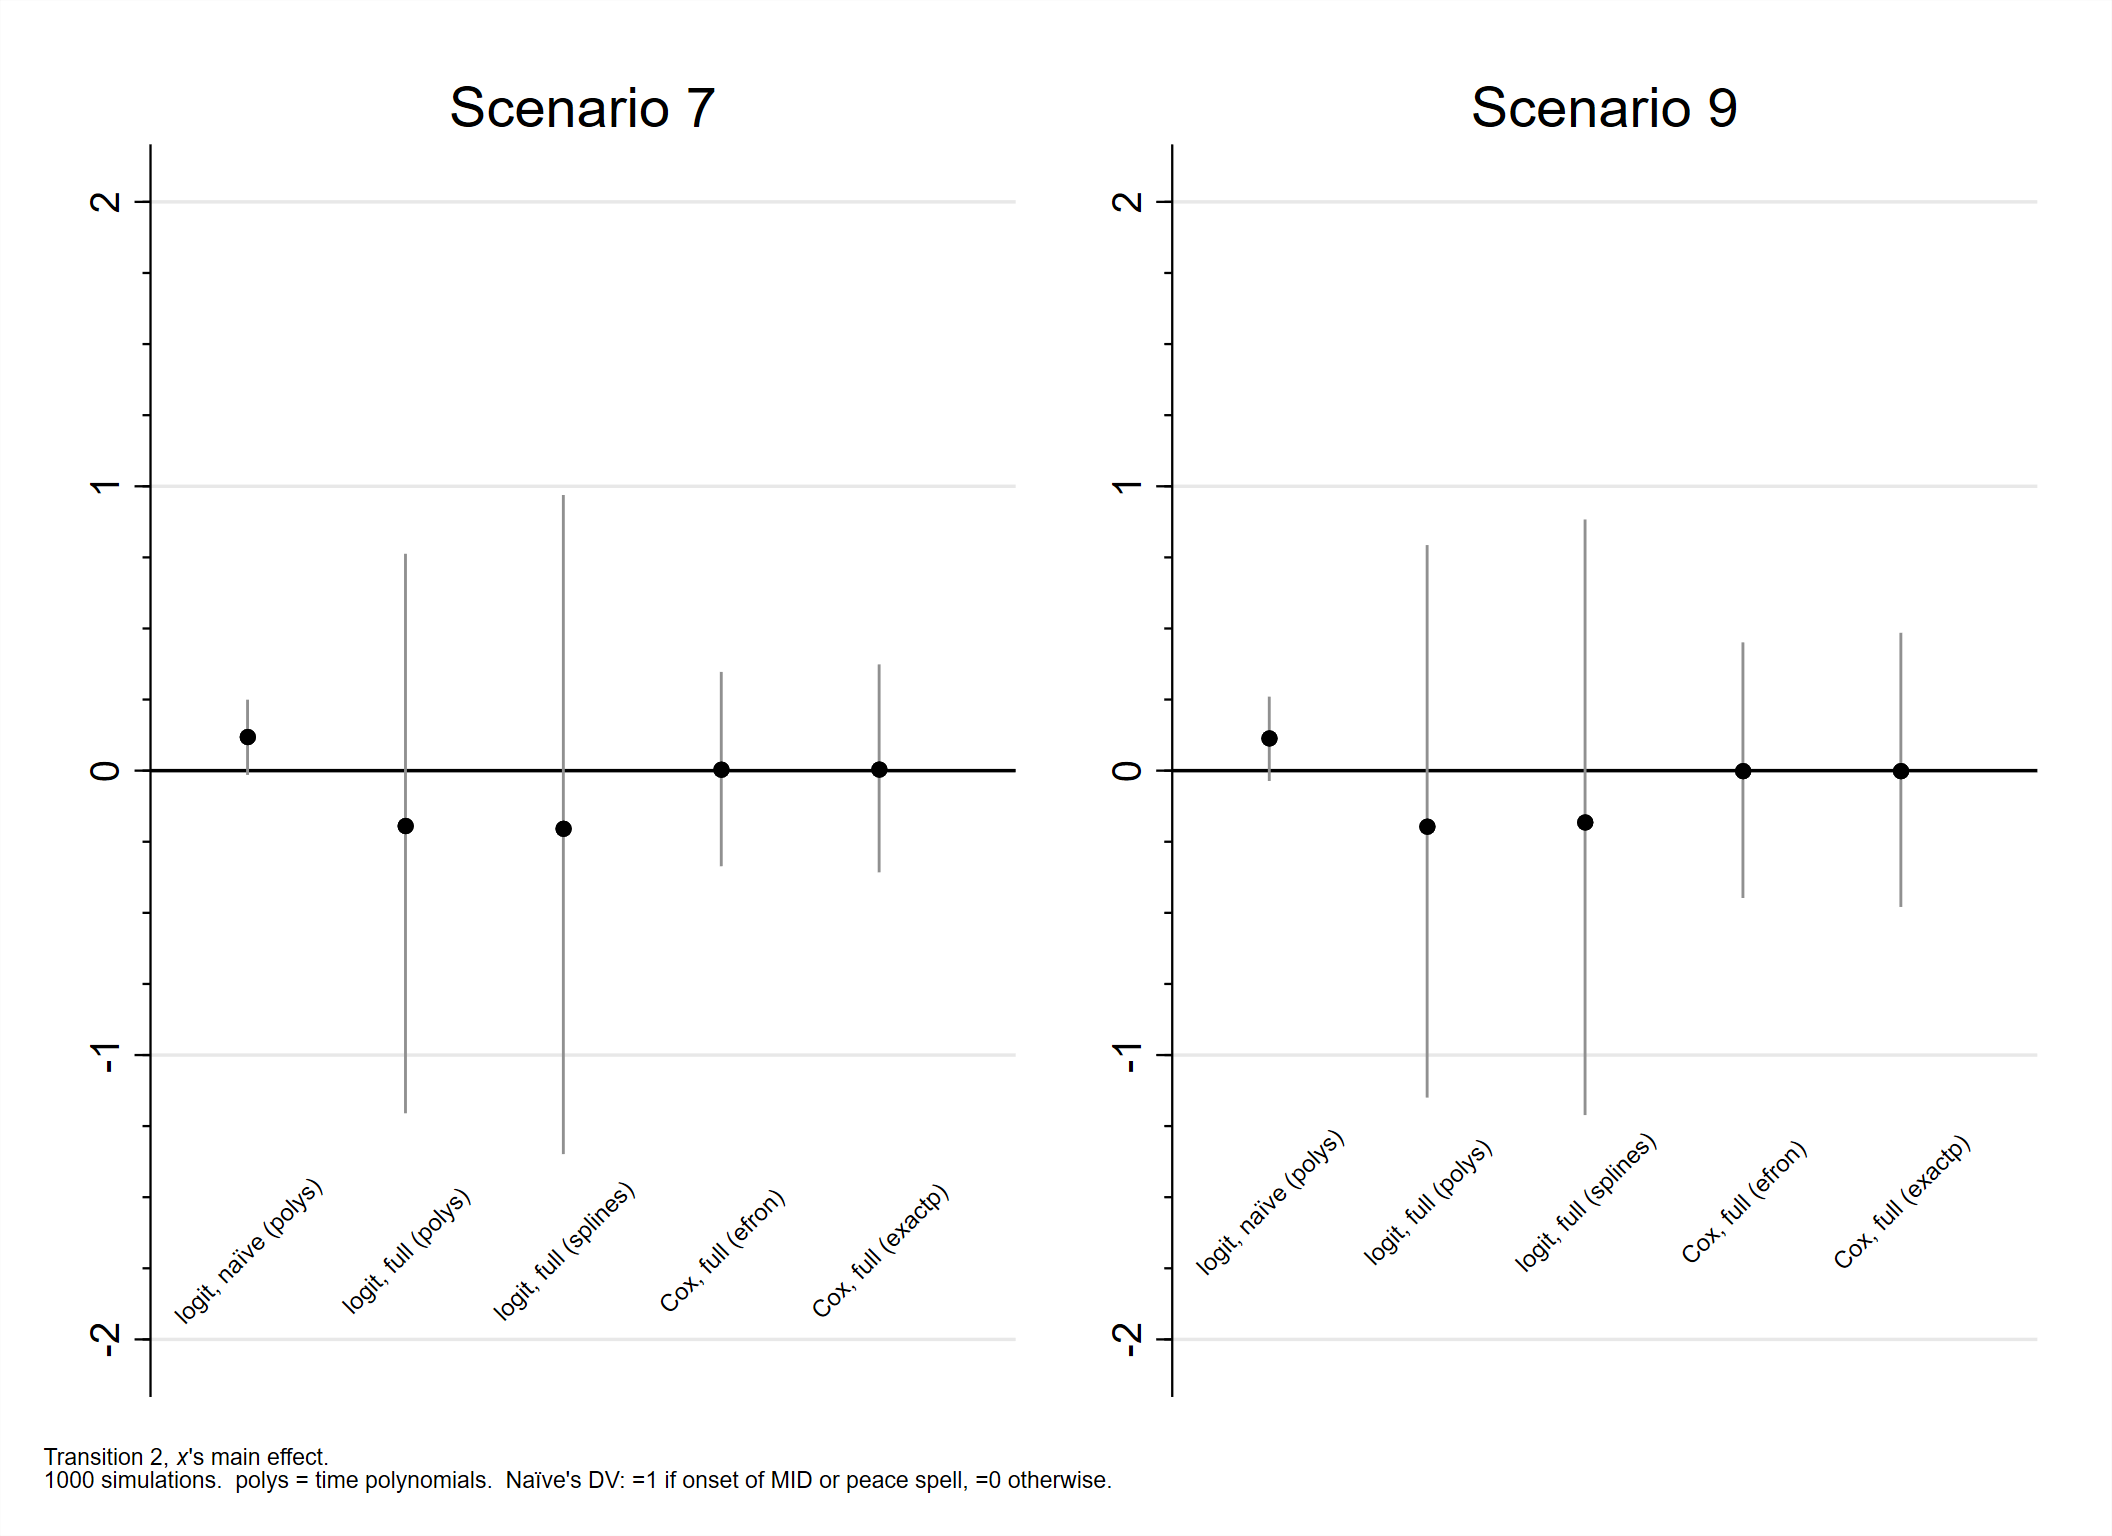 Scenario 7
2
1
0
-1
-2
logit, naïve (polys)
logit, full (polys)
logit, full (splines)
Cox, full (efron)
Cox, full (exactp)
Scenario 9
2
1
0
-1
-2
logit, naïve (polys)
logit, full (polys)
logit, full (splines)
Cox, full (efron)
Cox, full (exactp)
Transition 2, x's main effect.
1000 simulations.  polys = time polynomials.  Naïve's DV: =1 if onset of MID or peace spell, =0 otherwise.